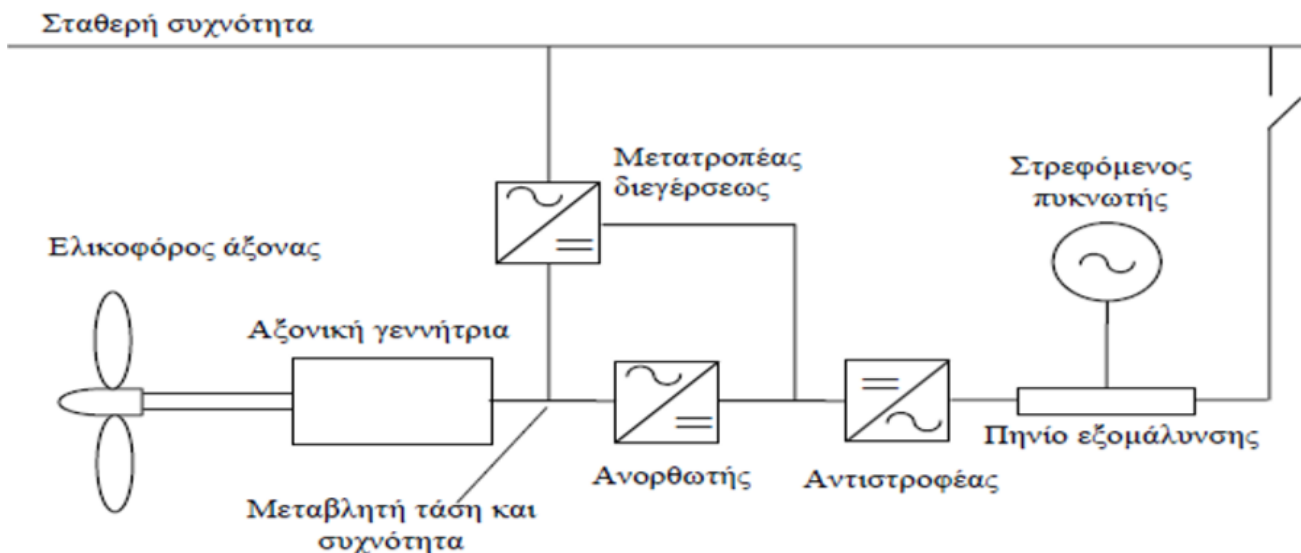 Σταθερή συχνότητα
Μετατροπέας
διεγέρσεως
Στρεφόμενος
πυκνωτής
Ελικοφόρος άξονας
Αξονική γεννήτρια
Πηνίο εξομάλυνσης
Ανορθωτής
Αντιστροφέας
Μεταβλητή τάση και
συχνότητα